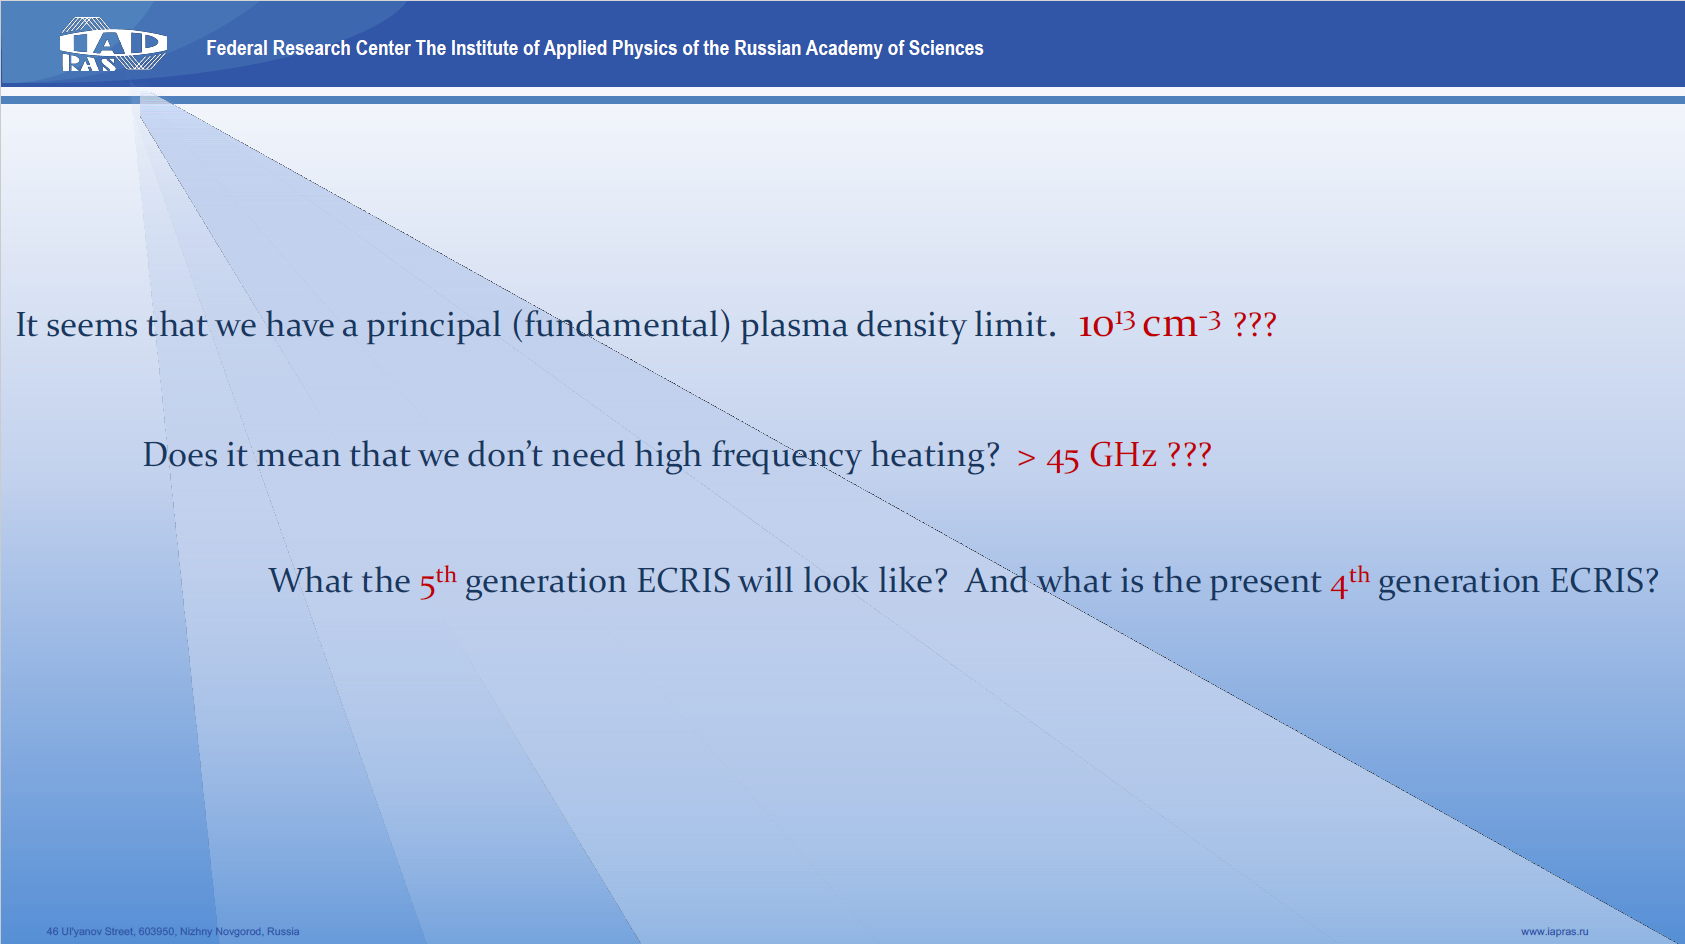 IAP
RAS
Federal Research Center The Institute of Applied Physics of the Russian Academy of Sciences
It seems that we have a principal (fundamental) plasma density limit. 10¹³ cm⁻³ ???
Does it mean that we don’t need high frequency heating? > 45 GHz ???
What the 5ᵗʰ generation ECRIS will look like? And what is the present 4ᵗʰ generation ECRIS?
46 Ul'yanov Street, 603950, Nizhny Novgorod, Russia
www.iapras.ru